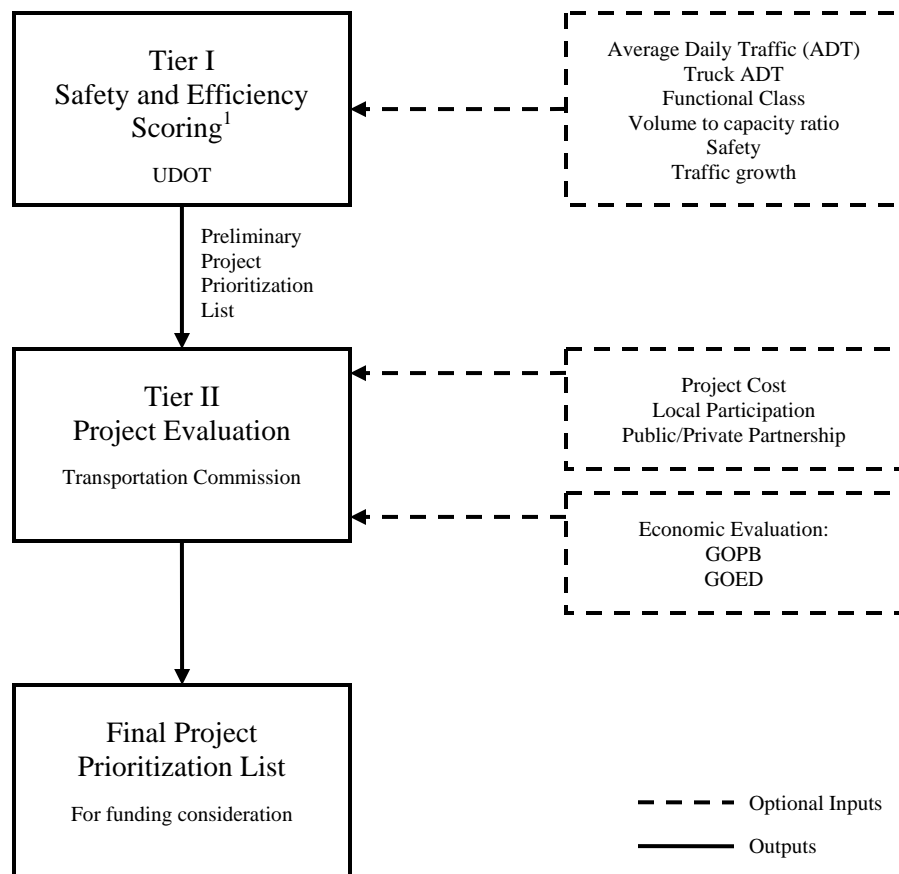 Tier I
Safety and Efficiency
Scoring1
UDOT
Average Daily Traffic (ADT)
Truck ADT
Functional Class
Volume to capacity ratio
Safety
Traffic growth
Preliminary
Project
Prioritization
List
Tier II
Project Evaluation
Transportation Commission
Project Cost
Local Participation
Public/Private Partnership
Economic Evaluation:
GOPB
GOED
Final Project
Prioritization List
For funding consideration
Optional Inputs
Outputs